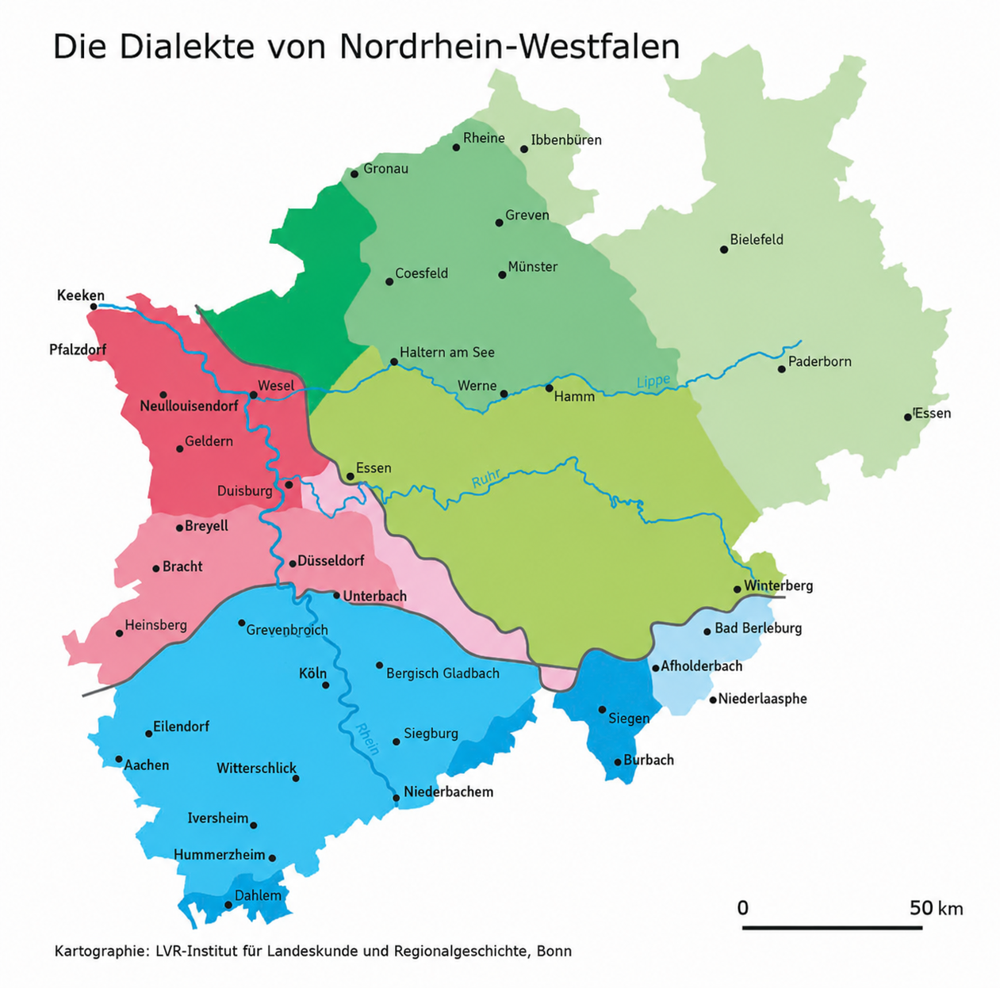 Die Dialekte von Nordrhein-Westfalen
Rheine
Ibbenbüren
Gronau
Greven
Bielefeld
Münster
Coesfeld
Keeken
Pfalzdorf
Haltern am See
Paderborn
Wesel
Werne
Lippe
Hamm
Neullouisendorf
Essen
Geldern
Essen
Ruhr
Duisburg
Breyell
Düsseldorf
Bracht
Winterberg
Unterbach
Heinsberg
Grevenbroich
Bad Berleburg
Köln
Bergisch Gladbach
Afholderbach
Niederlaasphe
Siegen
Eilendorf
Siegburg
Rhein
Aachen
Witterschlick
Burbach
Niederbachem
Iversheim
Hummerzheim
Dahlem
0 50 km
Kartographie: LVR-Institut für Landeskunde und Regionalgeschichte, Bonn